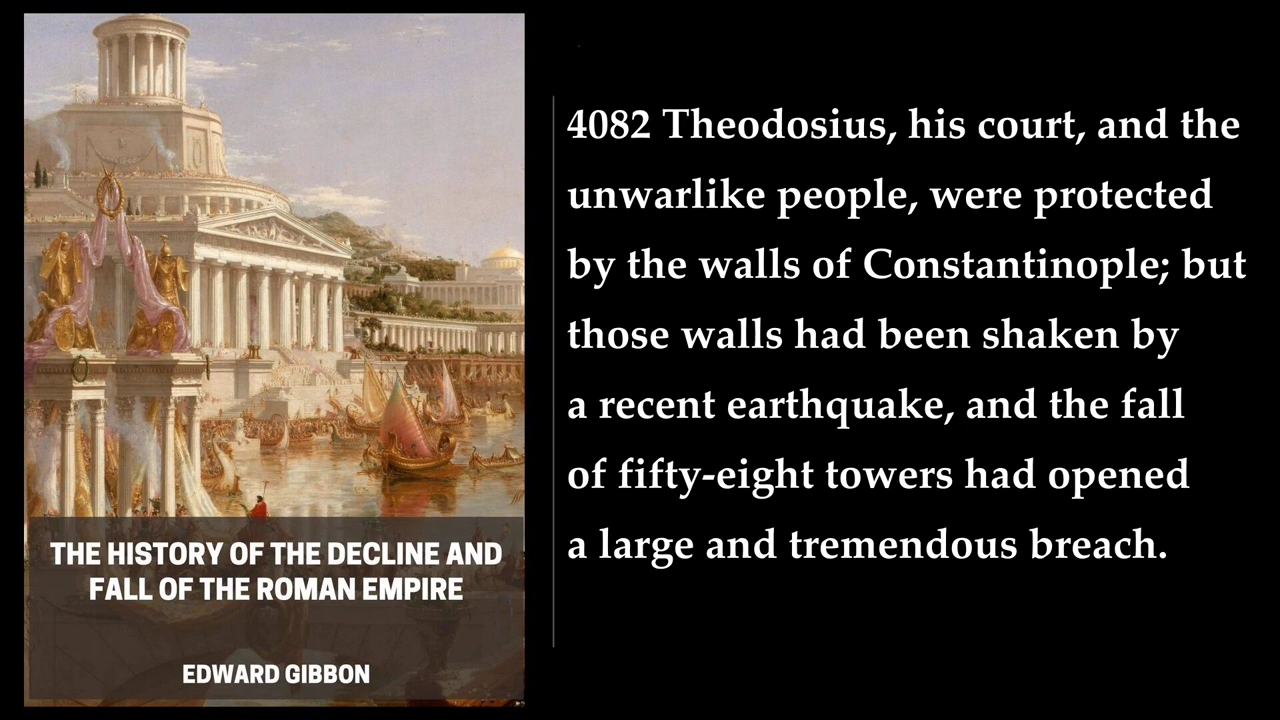 THE HISTORY OF THE DECLINE AND
FALL OF THE ROMAN EMPIRE
EDWARD GIBBON
4082 Theodosius, his court, and the
unwarlike people, were protected
by the walls of Constantinople; but
those walls had been shaken by
a recent earthquake, and the fall
of fifty-eight towers had opened
a large and tremendous breach.